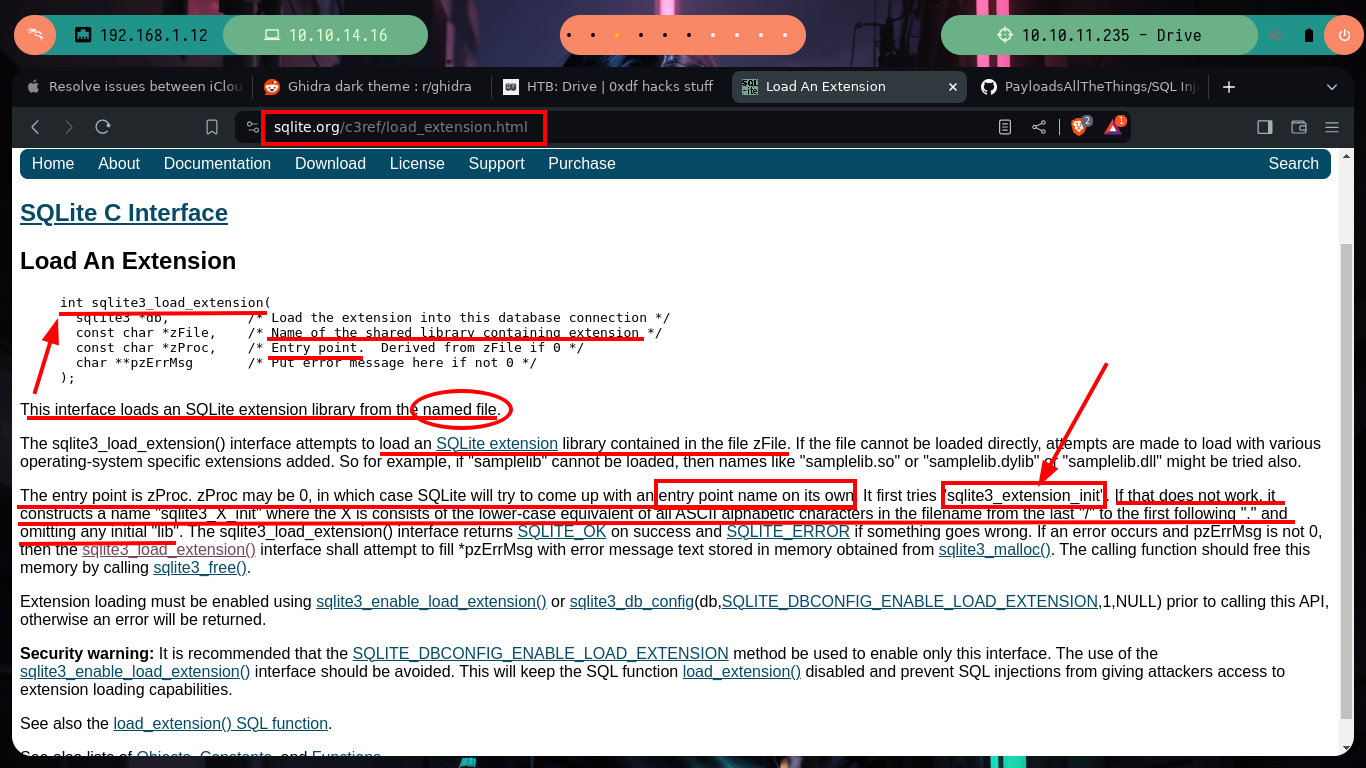 192.168.1.12
10.10.14.16
10.10.11.235 - Drive
Resolve issues between iClou
Ghidra dark theme : r/ghidra
HTB: Drive | 0xdf hacks stuff
Load An Extension
PayloadsAllTheThings/SQL Inj
sqlite.org/c3ref/load_extension.html
2
1
Home About Documentation Download License Support Purchase Search
SQLite C Interface
Load An Extension
int sqlite3_load_extension(
  sqlite3 *db,          /* Load the extension into this database connection */
  const char *zFile,    /* Name of the shared library containing extension */
  const char *zProc,    /* Entry point.  Derived from zFile if 0 */
  char **pzErrMsg       /* Put error message here if not 0 */
);
This interface loads an SQLite extension library from the named file.
The sqlite3_load_extension() interface attempts to load an SQLite extension library contained in the file zFile. If the file cannot be loaded directly, attempts are made to load with various
operating-system specific extensions added. So for example, if "samplelib" cannot be loaded, then names like "samplelib.so" or "samplelib.dylib" or "samplelib.dll" might be tried also.
The entry point is zProc. zProc may be 0, in which case SQLite will try to come up with an entry point name on its own. It first tries "sqlite3_extension_init". If that does not work, it
constructs a name "sqlite3_X_init" where the X is consists of the lower-case equivalent of all ASCII alphabetic characters in the filename from the last "/" to the first following "." and
omitting any initial "lib". The sqlite3_load_extension() interface returns SQLITE_OK on success and SQLITE_ERROR if something goes wrong. If an error occurs and pzErrMsg is not 0,
then the sqlite3_load_extension() interface shall attempt to fill *pzErrMsg with error message text stored in memory obtained from sqlite3_malloc(). The calling function should free this
memory by calling sqlite3_free().
Extension loading must be enabled using sqlite3_enable_load_extension() or sqlite3_db_config(db,SQLITE_DBCONFIG_ENABLE_LOAD_EXTENSION,1,NULL) prior to calling this API,
otherwise an error will be returned.
Security warning: It is recommended that the SQLITE_DBCONFIG_ENABLE_LOAD_EXTENSION method be used to enable only this interface. The use of the
sqlite3_enable_load_extension() interface should be avoided. This will keep the SQL function load_extension() disabled and prevent SQL injections from giving attackers access to
extension loading capabilities.
See also the load_extension() SQL function.
See also lists of Objects, Constants, and Functions.